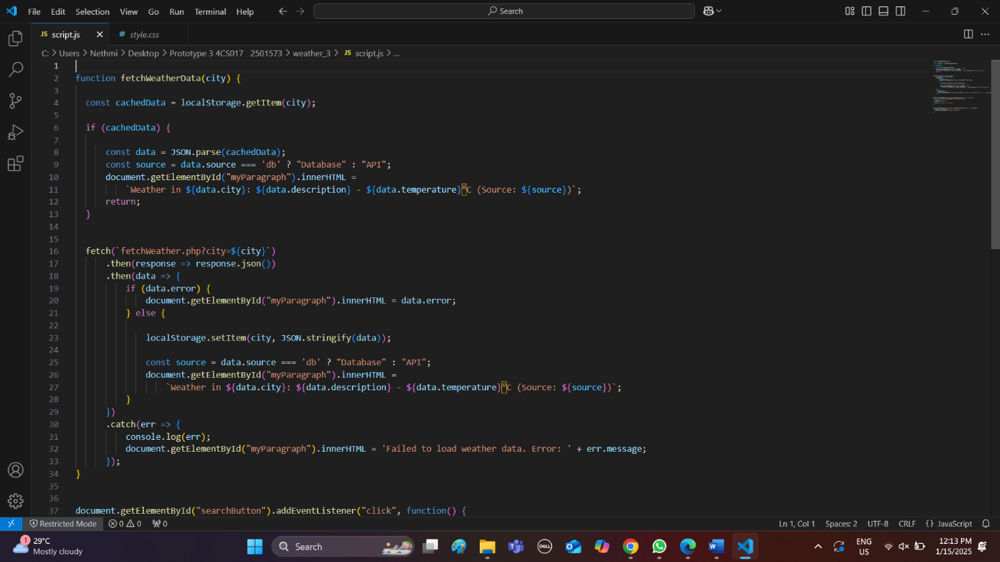 File Edit Selection View Go Run Terminal Help
Search
JS script.js
# style.css
C: > Users > Nethmi > Desktop > Prototype 3 4CS017 2501573 > weather_3 > JS script.js > ...
1
2 function fetchWeatherData(city) {
3
4 const cachedData = localStorage.getItem(city);
5
6 if (cachedData) {
7
8 const data = JSON.parse(cachedData);
9 const source = data.source === 'db' ? "Database" : "API";
10 document.getElementById("myParagraph").innerHTML =
11 `Weather in ${data.city}: ${data.description} - ${data.temperature}°C (Source: ${source})`;
12 return;
13 }
14
15
16 fetch(`fetchWeather.php?city=${city}`)
17 .then(response => response.json())
18 .then(data => {
19 if (data.error) {
20 document.getElementById("myParagraph").innerHTML = data.error;
21 } else {
22
23 localStorage.setItem(city, JSON.stringify(data));
24
25 const source = data.source === 'db' ? "Database" : "API";
26 document.getElementById("myParagraph").innerHTML =
27 `Weather in ${data.city}: ${data.description} - ${data.temperature}°C (Source: ${source})`;
28 }
29 })
30 .catch(err => {
31 console.log(err);
32 document.getElementById("myParagraph").innerHTML = 'Failed to load weather data. Error: ' + err.message;
33 });
34 }
35
36
37 document.getElementById("searchButton").addEventListener("click", function() {
Restricted Mode 0 0 0 Ln 1, Col 1 Spaces: 2 UTF-8 CRLF {} JavaScript
1
29°C
Mostly cloudy
Search
DELL
ENG
US
12:13 PM
1/15/2025